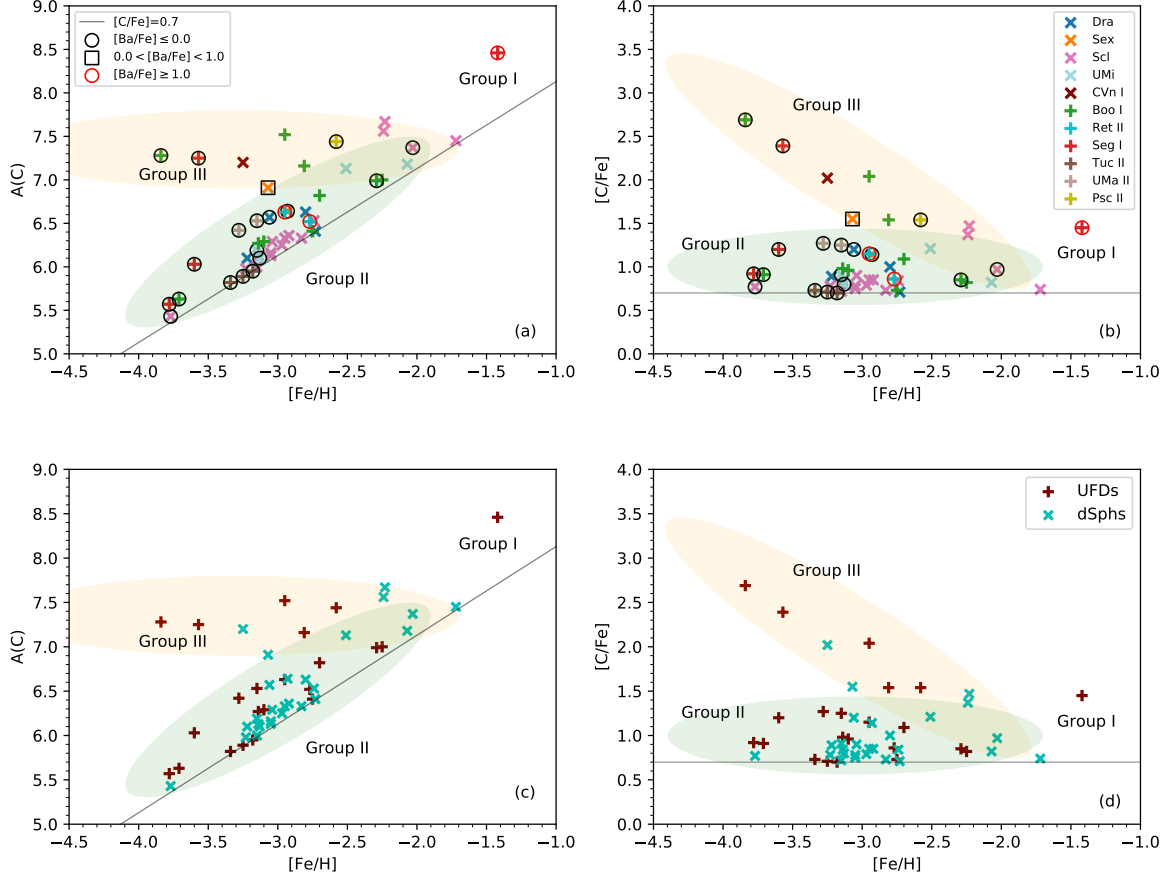 9.0
8.5
8.0
7.5
7.0
6.5
6.0
5.5
5.0
A(C)
[C/Fe]=0.7
[Ba/Fe]≤0.0
0.0<[Ba/Fe]<1.0
[Ba/Fe]≥1.0
Group I
Group III
Group II
(a)
−4.5 −4.0 −3.5 −3.0 −2.5 −2.0 −1.5 −1.0
[Fe/H]
4.0
3.5
3.0
2.5
2.0
1.5
1.0
0.5
0.0
[C/Fe]
Dra
Sex
Scl
UMi
CVn I
Boo I
Ret II
Seg I
Tuc II
UMa II
Psc II
Group III
Group II
Group I
(b)
−4.5 −4.0 −3.5 −3.0 −2.5 −2.0 −1.5 −1.0
[Fe/H]
9.0
8.5
8.0
7.5
7.0
6.5
6.0
5.5
5.0
A(C)
Group I
Group III
Group II
(c)
−4.5 −4.0 −3.5 −3.0 −2.5 −2.0 −1.5 −1.0
[Fe/H]
4.0
3.5
3.0
2.5
2.0
1.5
1.0
0.5
0.0
[C/Fe]
UFDs
dSphs
Group III
Group II
Group I
(d)
−4.5 −4.0 −3.5 −3.0 −2.5 −2.0 −1.5 −1.0
[Fe/H]